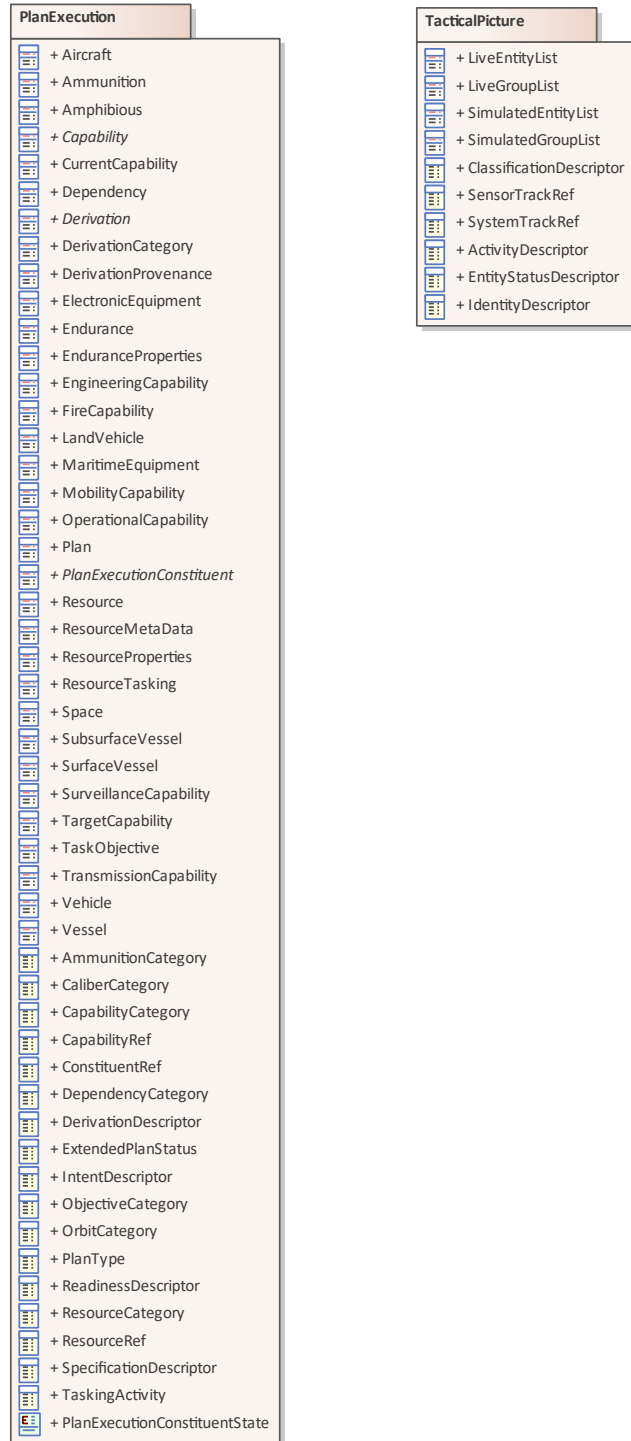 PlanExecution
+ Aircraft
+ Ammunition
+ Amphibious
+ Capability
+ CurrentCapability
+ Dependency
+ Derivation
+ DerivationCategory
+ DerivationProvenance
+ ElectronicEquipment
+ Endurance
+ EnduranceProperties
+ EngineeringCapability
+ FireCapability
+ LandVehicle
+ MaritimeEquipment
+ MobilityCapability
+ OperationalCapability
+ Plan
+ PlanExecutionConstituent
+ Resource
+ ResourceMetaData
+ ResourceProperties
+ ResourceTasking
+ Space
+ SubsurfaceVessel
+ SurfaceVessel
+ SurveillanceCapability
+ TargetCapability
+ TaskObjective
+ TransmissionCapability
+ Vehicle
+ Vessel
+ AmmunitionCategory
+ CaliberCategory
+ CapabilityCategory
+ CapabilityRef
+ ConstituentRef
+ DependencyCategory
+ DerivationDescriptor
+ ExtendedPlanStatus
+ IntentDescriptor
+ ObjectiveCategory
+ OrbitCategory
+ PlanType
+ ReadinessDescriptor
+ ResourceCategory
+ ResourceRef
+ SpecificationDescriptor
+ TaskingActivity
+ PlanExecutionConstituentState
TacticalPicture
+ LiveEntityList
+ LiveGroupList
+ SimulatedEntityList
+ SimulatedGroupList
+ ClassificationDescriptor
+ SensorTrackRef
+ SystemTrackRef
+ ActivityDescriptor
+ EntityStatusDescriptor
+ IdentityDescriptor